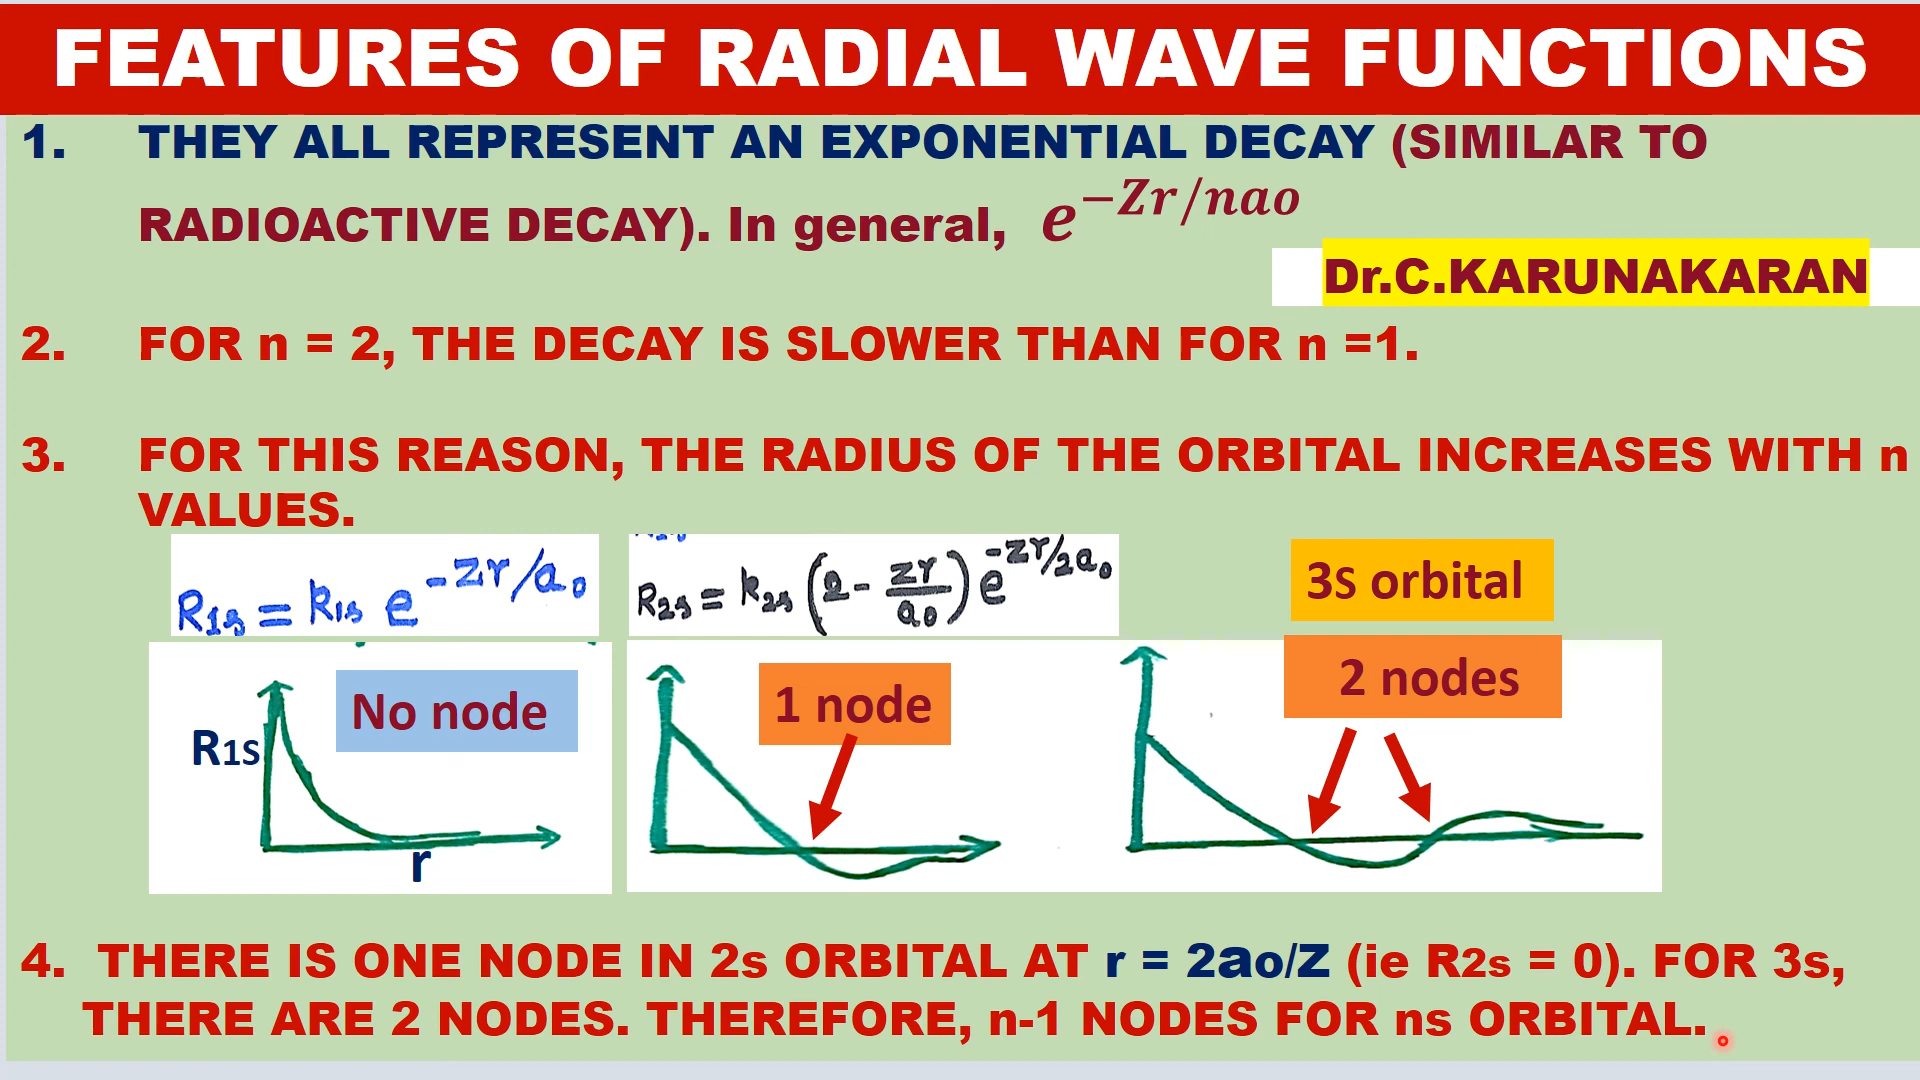 FEATURES OF RADIAL WAVE FUNCTIONS
1. THEY ALL REPRESENT AN EXPONENTIAL DECAY (SIMILAR TO
RADIOACTIVE DECAY). In general, e^{-Zr/nao}
Dr.C.KARUNAKARAN
2. FOR n = 2, THE DECAY IS SLOWER THAN FOR n =1.
3. FOR THIS REASON, THE RADIUS OF THE ORBITAL INCREASES WITH n
VALUES.
R1s = k1s e^{-Zr/a0}
R2s = k2s (2 - Zr/a0) e^{-Zr/2a0}
3S orbital
No node
1 node
2 nodes
R1S
r
4. THERE IS ONE NODE IN 2s ORBITAL AT r = 2ao/Z (ie R2s = 0). FOR 3s,
THERE ARE 2 NODES. THEREFORE, n-1 NODES FOR ns ORBITAL.